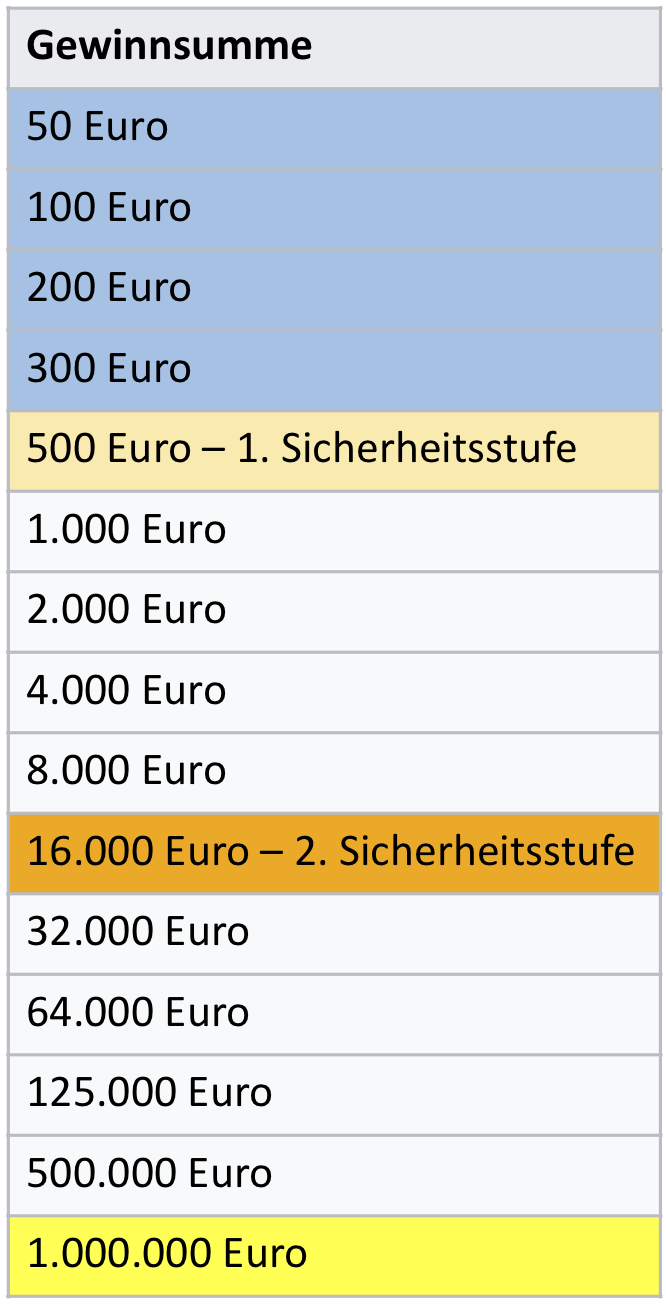 Gewinnsumme
50 Euro
100 Euro
200 Euro
300 Euro
500 Euro – 1. Sicherheitsstufe
1.000 Euro
2.000 Euro
4.000 Euro
8.000 Euro
16.000 Euro – 2. Sicherheitsstufe
32.000 Euro
64.000 Euro
125.000 Euro
500.000 Euro
1.000.000 Euro